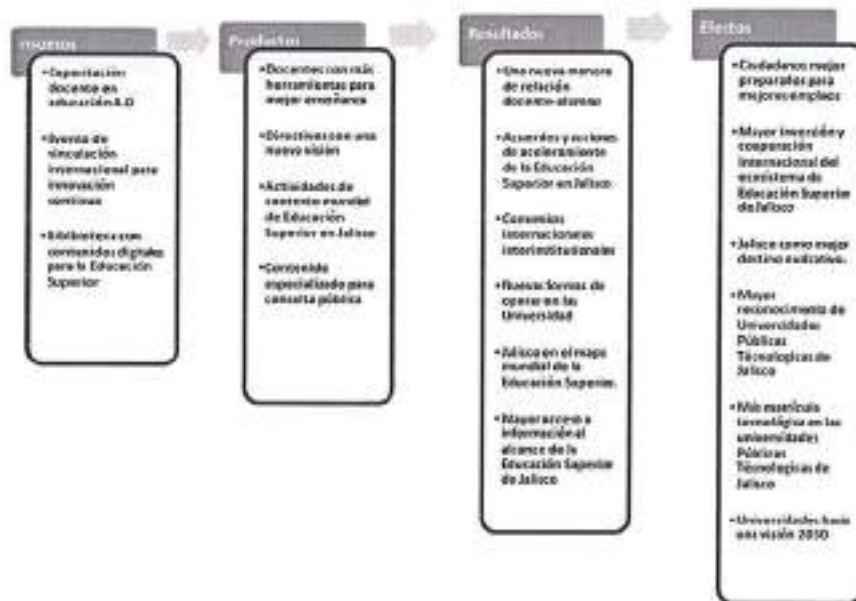 Insumos
• Capacitación
docente en
educación 4.0
• Evento de
vinculación
internacional para
innovación
continua
• Biblioteca con
contenidos digitales
para la Educación
Superior
Productos
• Docentes con más
herramientas para
mejor enseñanza
• Directivos con una
nueva visión
• Actividades de
contexto mundial
de Educación
Superior en Jalisco
• Contenido
especializado para
consulta pública
Resultados
• Una nueva manera
de relación
docente-alumno
• Acuerdos y acciones
de aceleramiento
de la Educación
Superior en Jalisco
• Convenios
internacionales
interinstitucionales
• Nuevas formas de
operar en las
Universidad
• Jalisco en el mapa
mundial de la
Educación Superior.
• Mayor acceso a
información al
alcance de la
Educación Superior
de Jalisco
Efectos
• Ciudadanos mejor
preparados para
mejores empleos
• Mayor inversión y
cooperación
internacional del
ecosistema de
Educación Superior
de Jalisco
• Jalisco como mejor
destino
• Mayor
reconocimiento de
Universidades
Públicas
Tecnologicas de
Jalisco
• Más matrícula
tecnológica en las
universidades
Públicas
Tecnologicas de
Jalisco
• Universidades hacia
una visión 2030